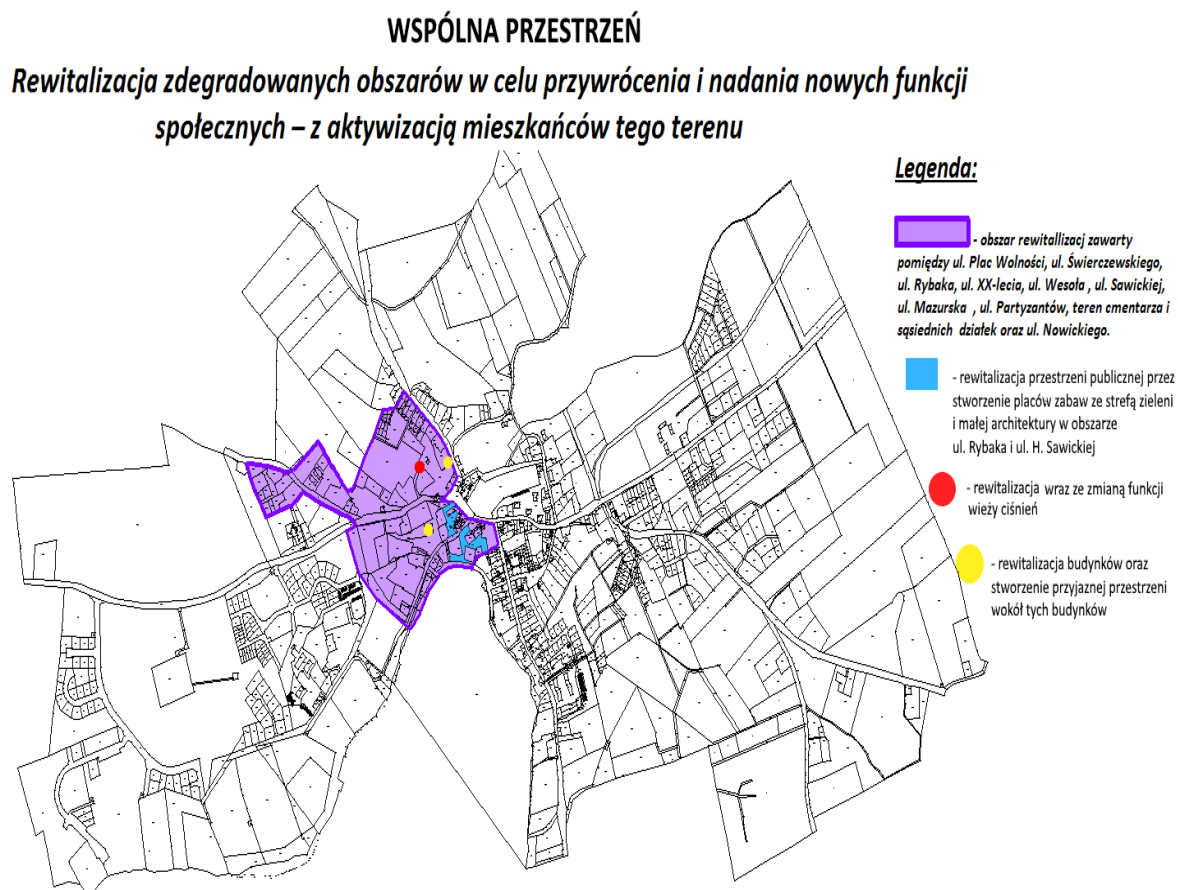 WSPÓLNA PRZESTRZEŃ
Rewitalizacja zdegradowanych obszarów w celu przywrócenia i nadania nowych funkcji
społecznych – z aktywizacją mieszkańców tego terenu
Legenda:
- obszar rewitallizacj zawarty
pomiędzy ul. Plac Wolności, ul. Świerczewskiego,
ul. Rybaka, ul. XX-lecia, ul. Wesoła , ul. Sawickiej,
ul. Mazurska , ul. Partyzantów, teren cmentarza i
sąsiednich działek oraz ul. Nowickiego.
- rewitalizacja przestrzeni publicznej przez
stworzenie placów zabaw ze strefą zieleni
i małej architektury w obszarze
ul. Rybaka i ul. H. Sawickiej
- rewitalizacja wraz ze zmianą funkcji
wieży ciśnień
- rewitalizacja budynków oraz
stworzenie przyjaznej przestrzeni
wokół tych budynków